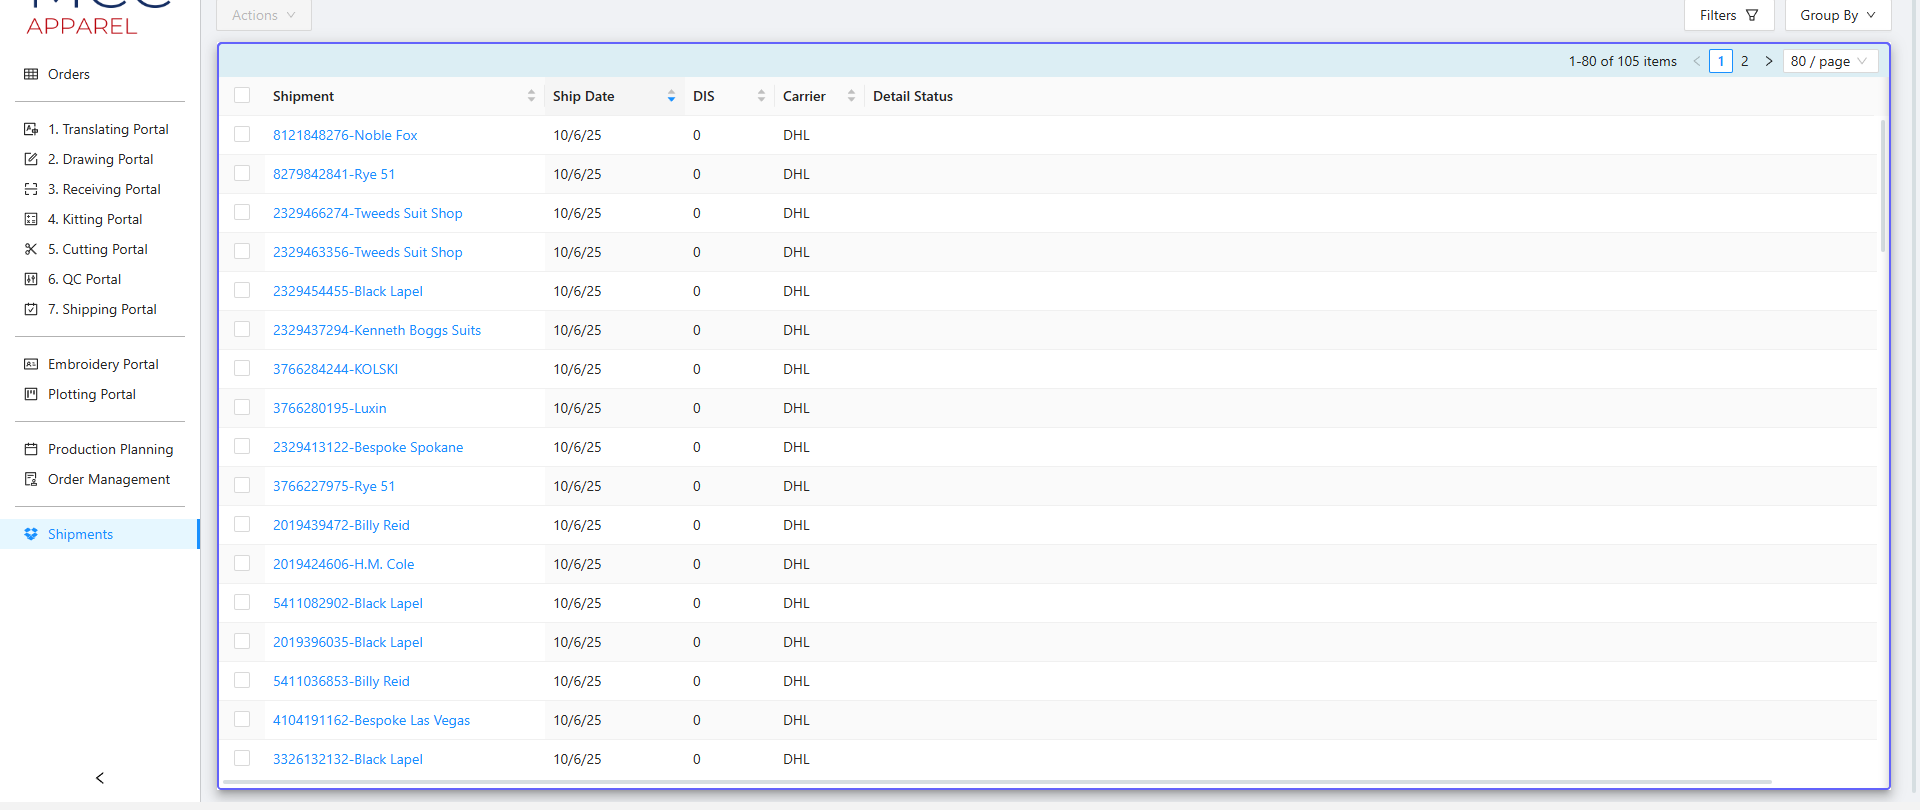 APPAREL
Actions
Filters
Group By
Orders
1. Translating Portal
2. Drawing Portal
3. Receiving Portal
4. Kitting Portal
5. Cutting Portal
6. QC Portal
7. Shipping Portal
Embroidery Portal
Plotting Portal
Production Planning
Order Management
Shipments
1-80 of 105 items < 1 2 > 80 / page
Shipment Ship Date DIS Carrier Detail Status
8121848276-Noble Fox 10/6/25 0 DHL
8279842841-Rye 51 10/6/25 0 DHL
2329466274-Tweeds Suit Shop 10/6/25 0 DHL
2329463356-Tweeds Suit Shop 10/6/25 0 DHL
2329454455-Black Lapel 10/6/25 0 DHL
2329437294-Kenneth Boggs Suits 10/6/25 0 DHL
3766284244-KOLSKI 10/6/25 0 DHL
3766280195-Luxin 10/6/25 0 DHL
2329413122-Bespoke Spokane 10/6/25 0 DHL
3766227975-Rye 51 10/6/25 0 DHL
2019439472-Billy Reid 10/6/25 0 DHL
2019424606-H.M. Cole 10/6/25 0 DHL
5411082902-Black Lapel 10/6/25 0 DHL
2019396035-Black Lapel 10/6/25 0 DHL
5411036853-Billy Reid 10/6/25 0 DHL
4104191162-Bespoke Las Vegas 10/6/25 0 DHL
3326132132-Black Lapel 10/6/25 0 DHL